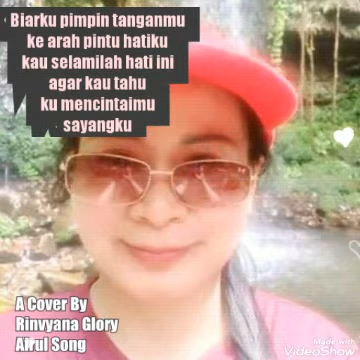 Biarku pimpin tanganmu
ke arah pintu hatiku
kau selamilah hati ini
agar kau tahu
ku mencintaimu
sayangku
A Cover By
Rinvyana Glory
Afrul Song
Made with
VideoShow